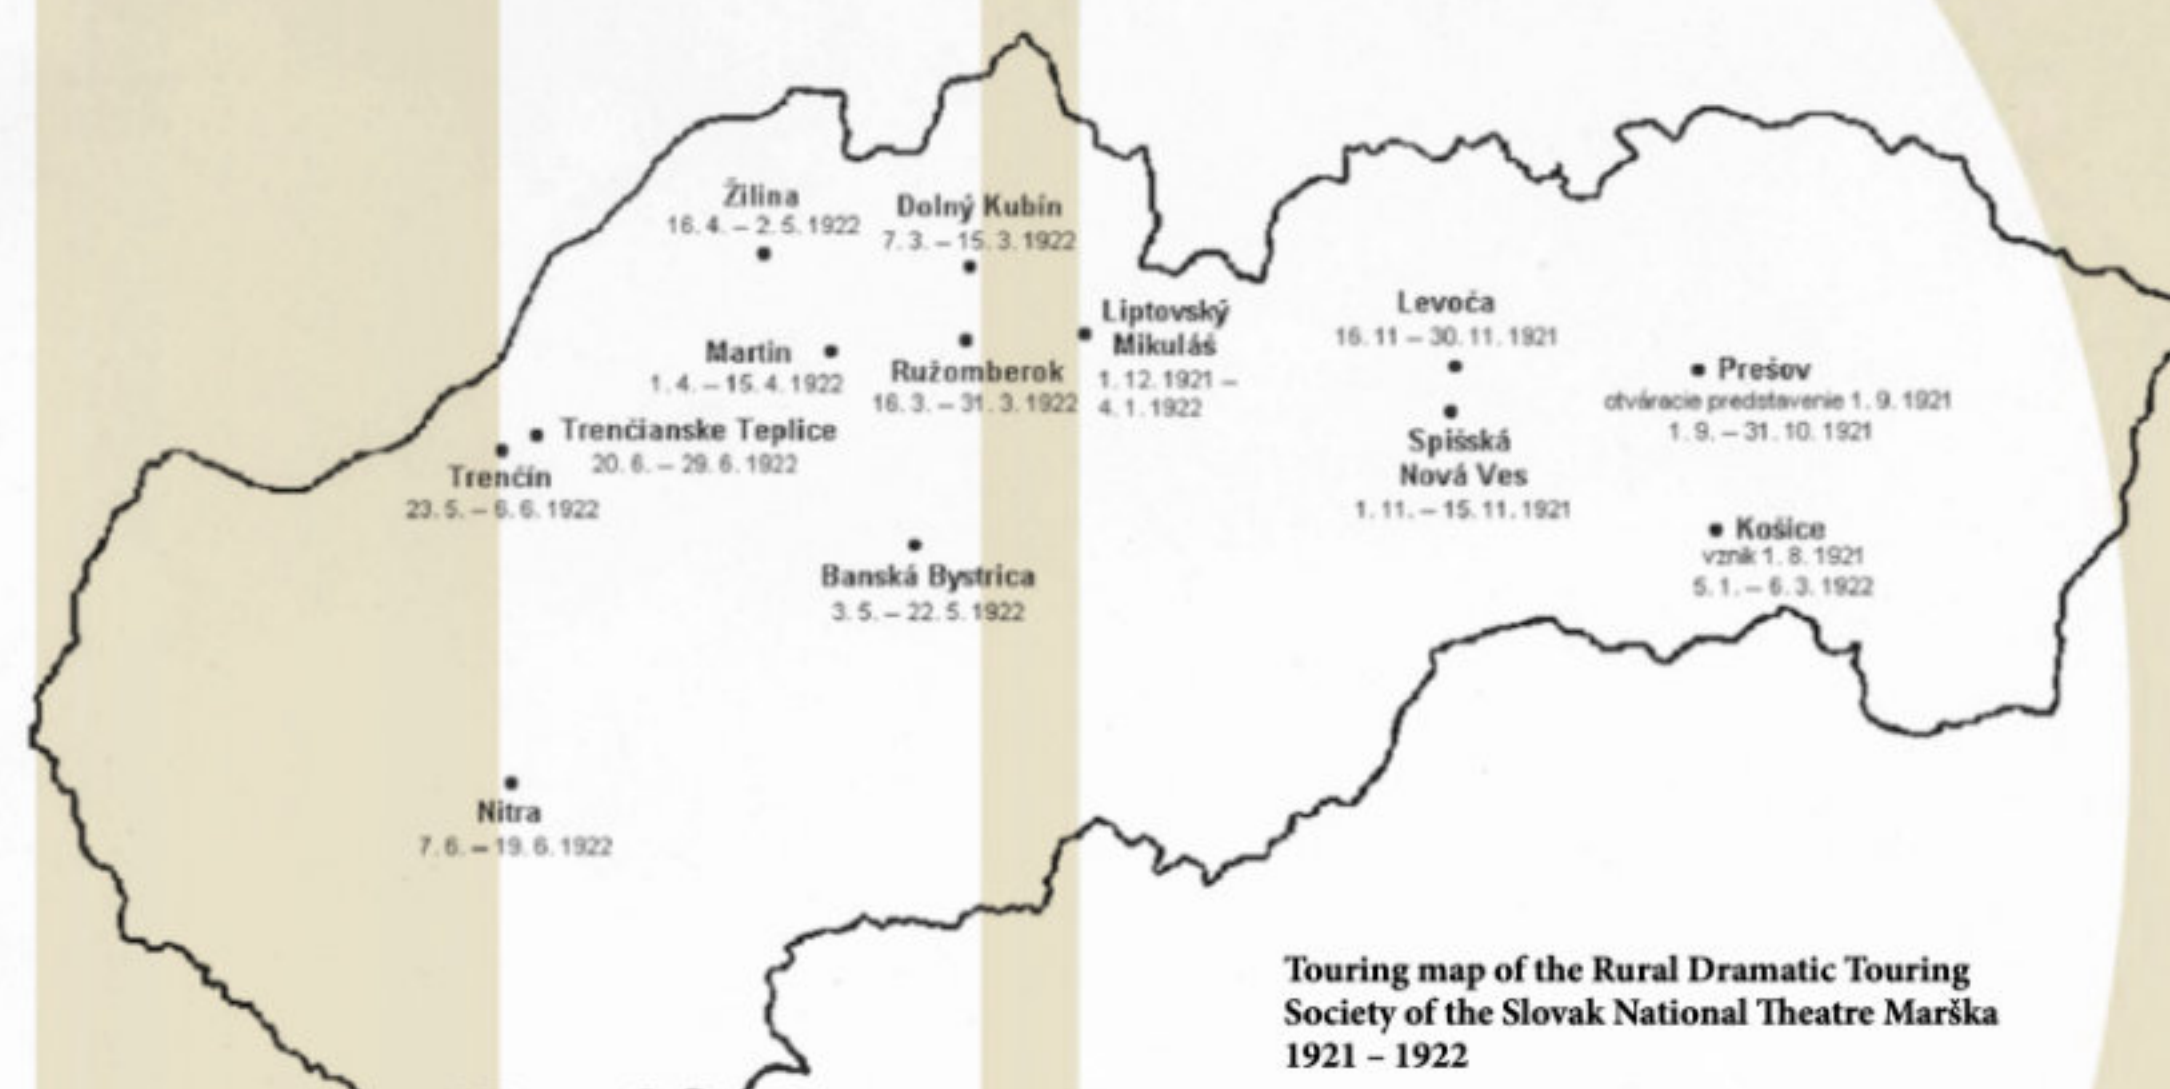 Žilina
16. 4. – 2. 5. 1922
Dolný Kubín
7. 3. – 15. 3. 1922
Liptovský
Mikuláš
1. 12. 1921 –
4. 1. 1922
Levoča
16. 11 – 30. 11. 1921
Martin
1. 4. – 15. 4. 1922
Ružomberok
16. 3. – 31. 3. 1922
Prešov
otváracie predstavenie 1. 9. 1921
1. 9. – 31. 10. 1921
Trenčianske Teplice
20. 6. – 29. 6. 1922
Trenčín
23. 5. – 6. 6. 1922
Spišská
Nová Ves
1. 11. – 15. 11. 1921
Košice
vznik 1. 8. 1921
5. 1. – 6. 3. 1922
Banská Bystrica
3. 5. – 22. 5. 1922
Nitra
7. 6. – 19. 6. 1922
Touring map of the Rural Dramatic Touring
Society of the Slovak National Theatre Marška
1921 – 1922